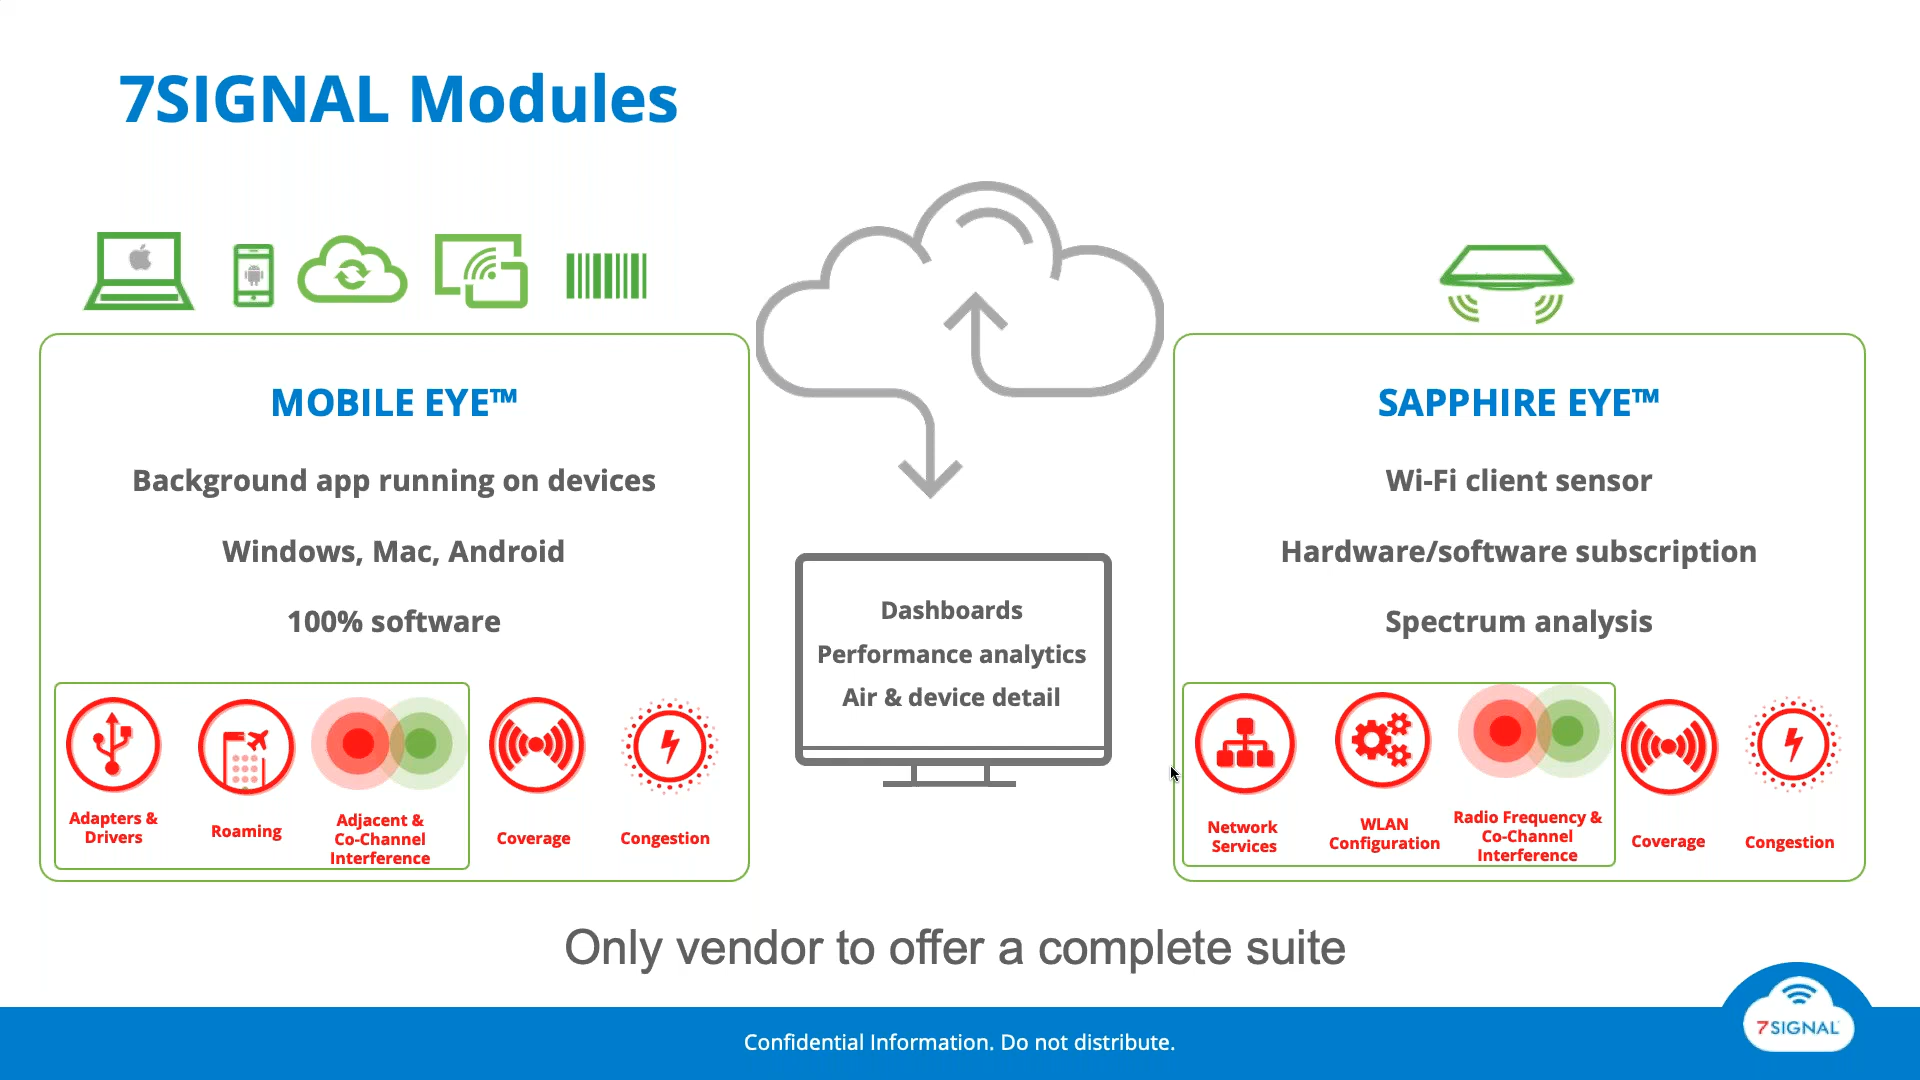 7SIGNAL Modules
MOBILE EYE™
Background app running on devices
Windows, Mac, Android
100% software
Adapters &
Drivers
Roaming
Adjacent &
Co-Channel
Interference
Coverage
Congestion
Dashboards
Performance analytics
Air & device detail
SAPPHIRE EYE™
Wi-Fi client sensor
Hardware/software subscription
Spectrum analysis
Network
Services
WLAN
Configuration
Radio Frequency &
Co-Channel
Interference
Coverage
Congestion
Only vendor to offer a complete suite
Confidential Information. Do not distribute.
7SIGNAL